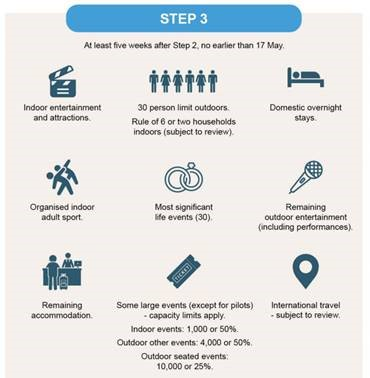 STEP 3
At least five weeks after Step 2, no earlier than 17 May.
Indoor entertainment
and attractions.
30 person limit outdoors.
Rule of 6 or two households
indoors (subject to review).
Domestic overnight
stays.
Organised indoor
adult sport.
Most significant
life events (30).
Remaining
outdoor entertainment
(including performances).
Remaining
accommodation.
TICKET
Some large events (except for pilots)
- capacity limits apply.
Indoor events: 1,000 or 50%.
Outdoor other events: 4,000 or 50%.
Outdoor seated events:
10,000 or 25%.
International travel
- subject to review.